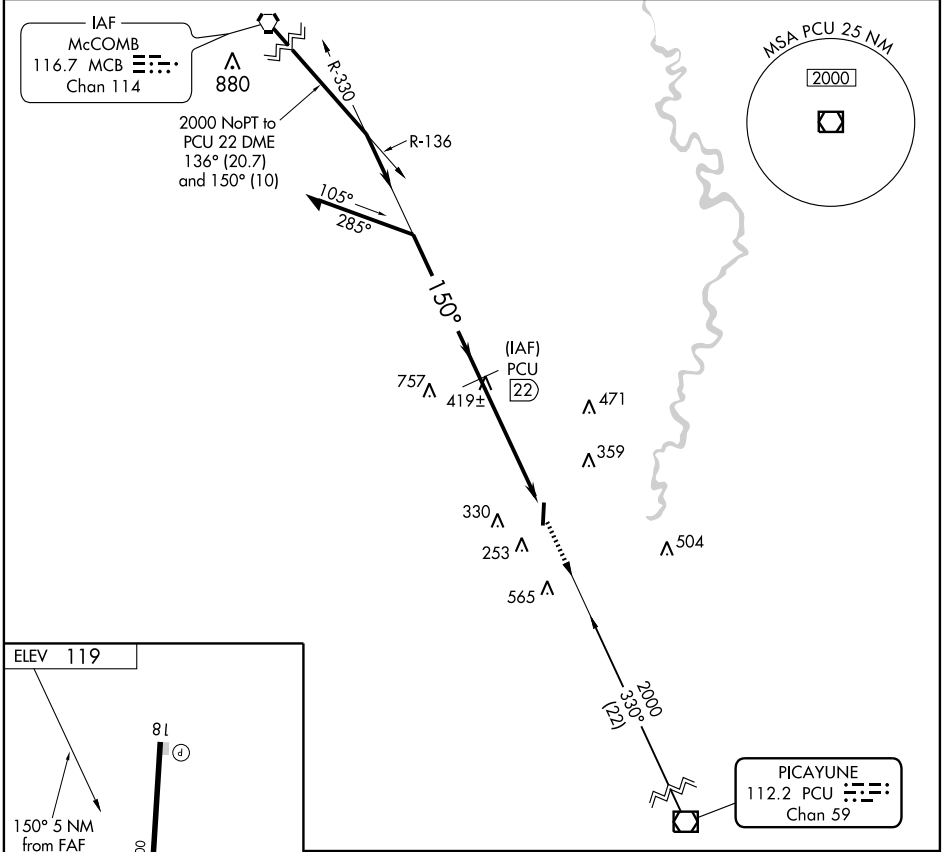 IAF
McCOMB
116.7 MCB
Chan 114
880
2000 NoPT to
PCU 22 DME
136° (20.7)
and 150° (10)
R-330
R-136
105°
285°
150°
MSA PCU 25 NM
2000
(IAF)
PCU
22
757
419±
471
359
330
253
504
565
2000
330°
(22)
PICAYUNE
112.2 PCU
Chan 59
ELEV 119
18
P
150° 5 NM
from FAF